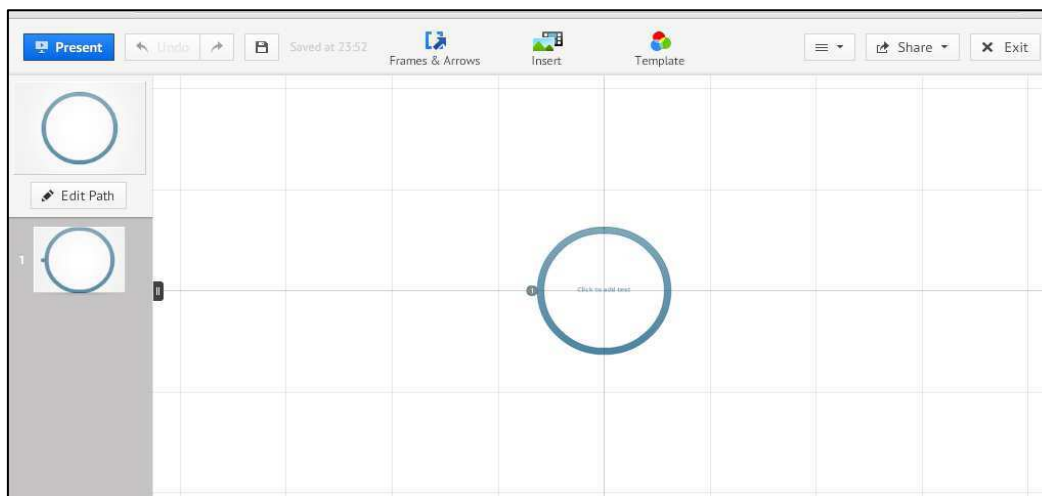 Present Undo Saved at 23:52 Frames & Arrows Insert Template Share Exit
Edit Path
1
1 Click to add text